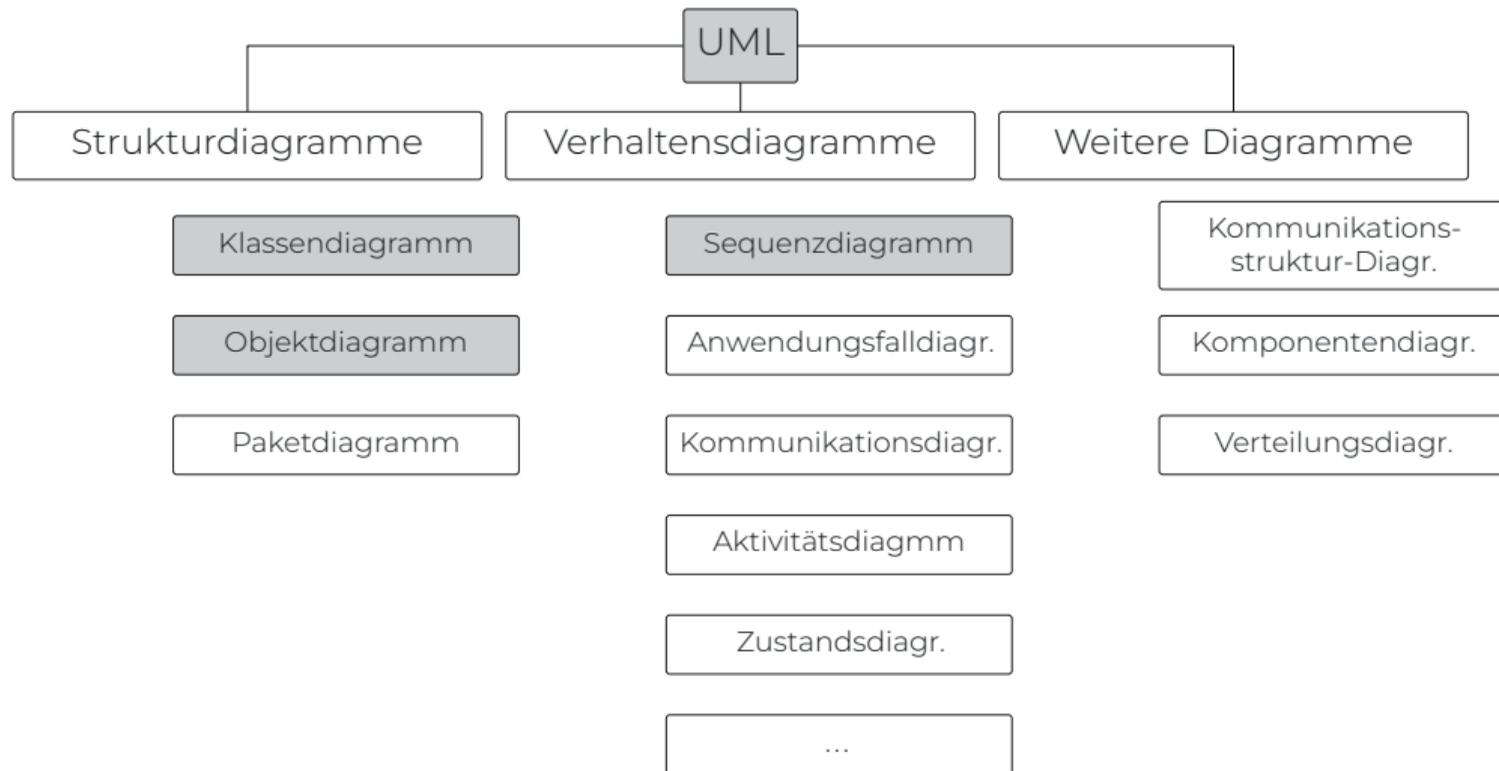 UML
Strukturdiagramme
Verhaltensdiagramme
Weitere Diagramme
Klassendiagramm
Objektdiagramm
Paketdiagramm
Sequenzdiagramm
Anwendungsfalldiagr.
Kommunikationsdiagr.
Aktivitätsdiagmm
Zustandsdiagr.
...
Kommunikations-
struktur-Diagr.
Komponentendiagr.
Verteilungsdiagr.